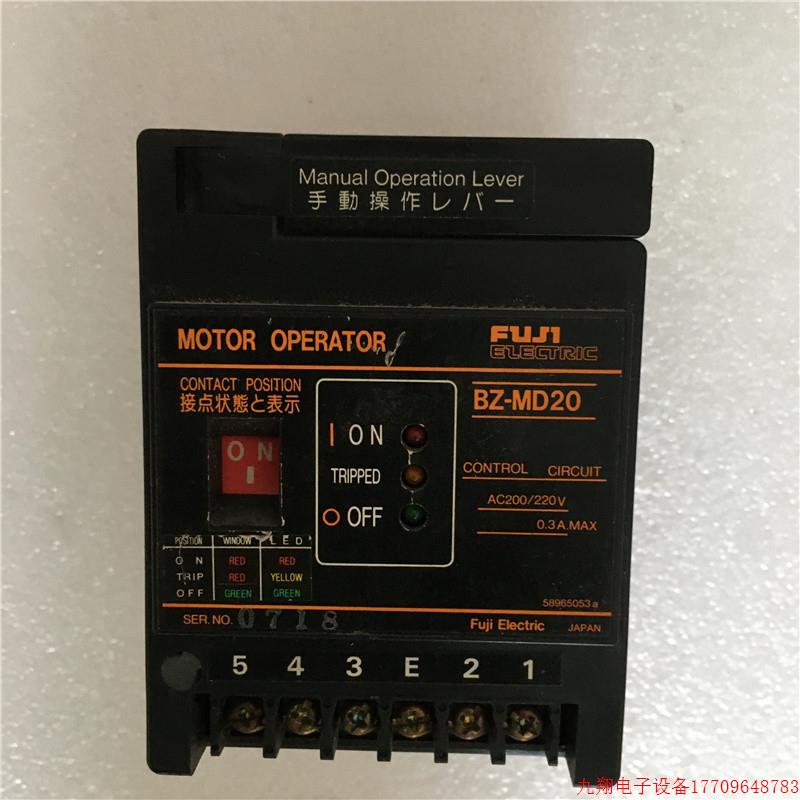 Manual Operation Lever
手動操作レバー
MOTOR OPERATOR
FUJI
ELECTRIC
CONTACT POSITION
接点状態と表示
BZ-MD20
ON
I
I ON
TRIPPED
O OFF
CONTROL CIRCUIT
AC200/220V
0.3A.MAX
POSITION WINDOW LED
ON RED RED
TRIP RED YELLOW
OFF GREEN GREEN
58965053a
SER.NO. 0718
Fuji Electric JAPAN
5 4 3 E 2 1
九翔电子设备17709648783